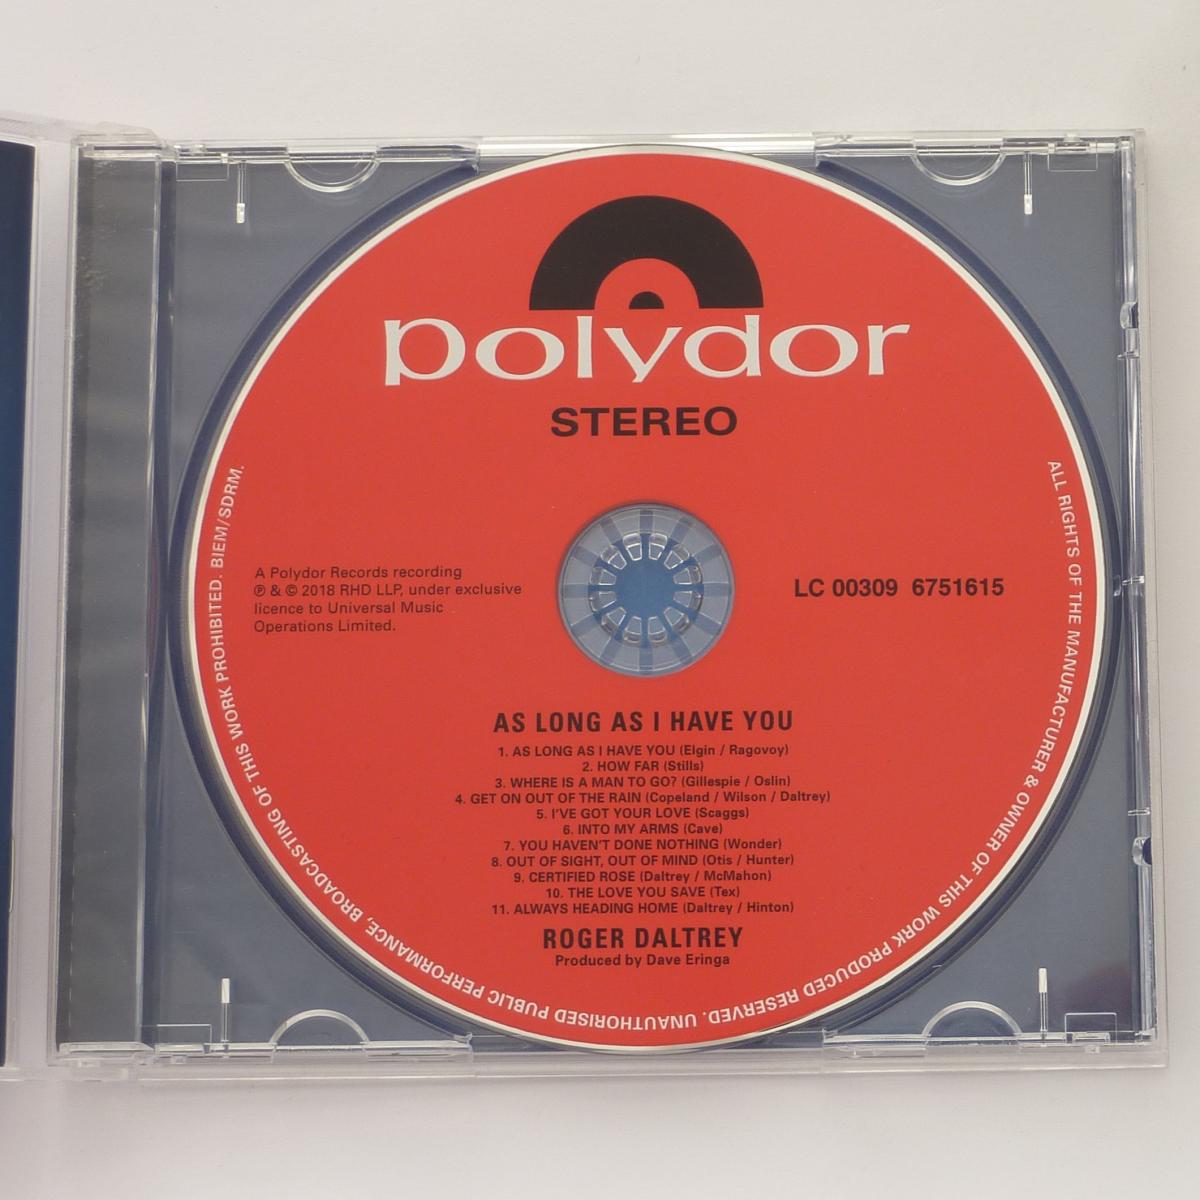 polydor
STEREO
A Polydor Records recording
℗ & © 2018 RHD LLP, under exclusive
licence to Universal Music
Operations Limited.
LC 00309 6751615
AS LONG AS I HAVE YOU
1. AS LONG AS I HAVE YOU (Elgin / Ragovoy)
2. HOW FAR (Stills)
3. WHERE IS A MAN TO GO? (Gillespie / Oslin)
4. GET ON OUT OF THE RAIN (Copeland / Wilson / Daltrey)
5. I'VE GOT YOUR LOVE (Scaggs)
6. INTO MY ARMS (Cave)
7. YOU HAVEN'T DONE NOTHING (Wonder)
8. OUT OF SIGHT, OUT OF MIND (Otis / Hunter)
9. CERTIFIED ROSE (Daltrey / McMahon)
10. THE LOVE YOU SAVE (Tex)
11. ALWAYS HEADING HOME (Daltrey / Hinton)
ROGER DALTREY
Produced by Dave Eringa
ALL RIGHTS OF THE MANUFACTURER & OWNER OF THIS WORK PRODUCED RESERVED. UNAUTHORISED PUBLIC PERFORMANCE, BROADCASTING OF THIS WORK PROHIBITED. BIEM/SDRM.